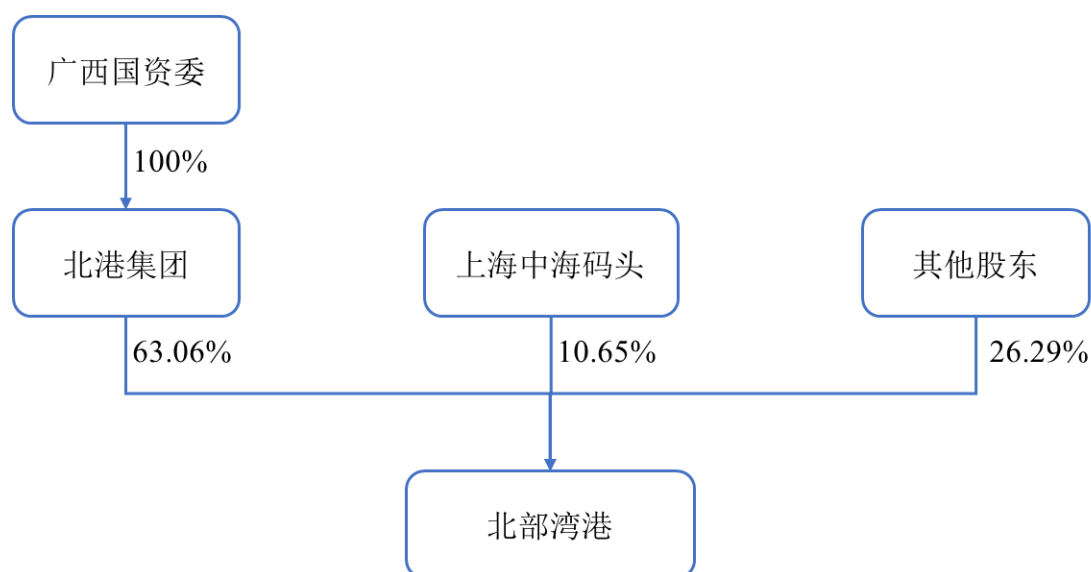 广西国资委
100%
北港集团
上海中海码头
其他股东
63.06%
10.65%
26.29%
北部湾港